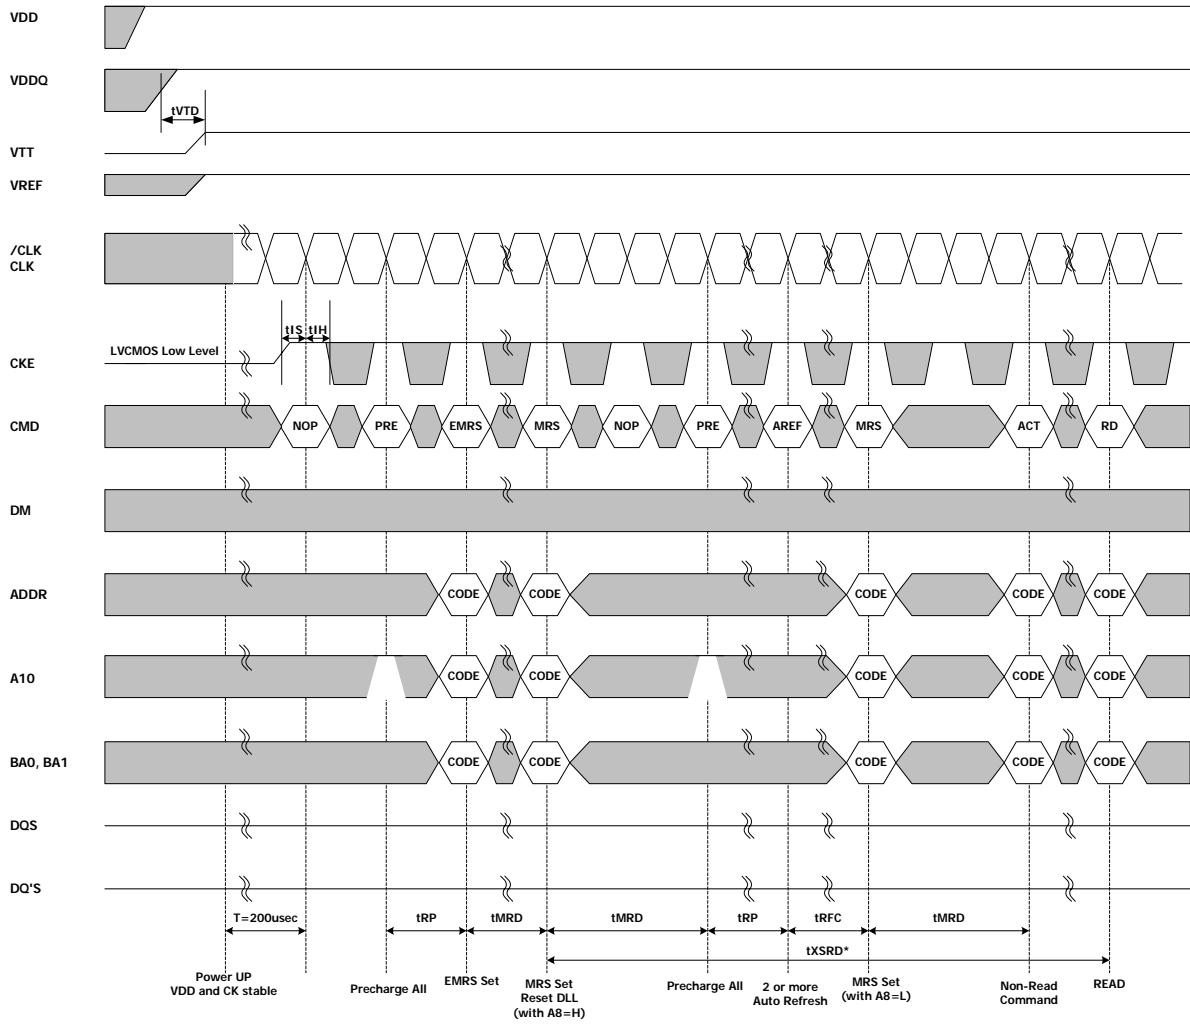 VDD
VDDQ
tVTD
VTT
VREF
/CLK
CLK
tIS tIH
LVCMOS Low Level
CKE
CMD NOP PRE EMRS MRS NOP PRE AREF MRS ACT RD
DM
ADDR CODE CODE CODE CODE CODE
A10 CODE CODE CODE CODE CODE
BA0, BA1 CODE CODE CODE CODE CODE
DQS
DQ'S
T=200usec tRP tMRD tMRD tRP tRFC tMRD
tXSRD*
Power UP
VDD and CK stable
Precharge All
EMRS Set
MRS Set
Reset DLL
(with A8=H)
Precharge All
2 or more
Auto Refresh
MRS Set
(with A8=L)
Non-Read
Command
READ